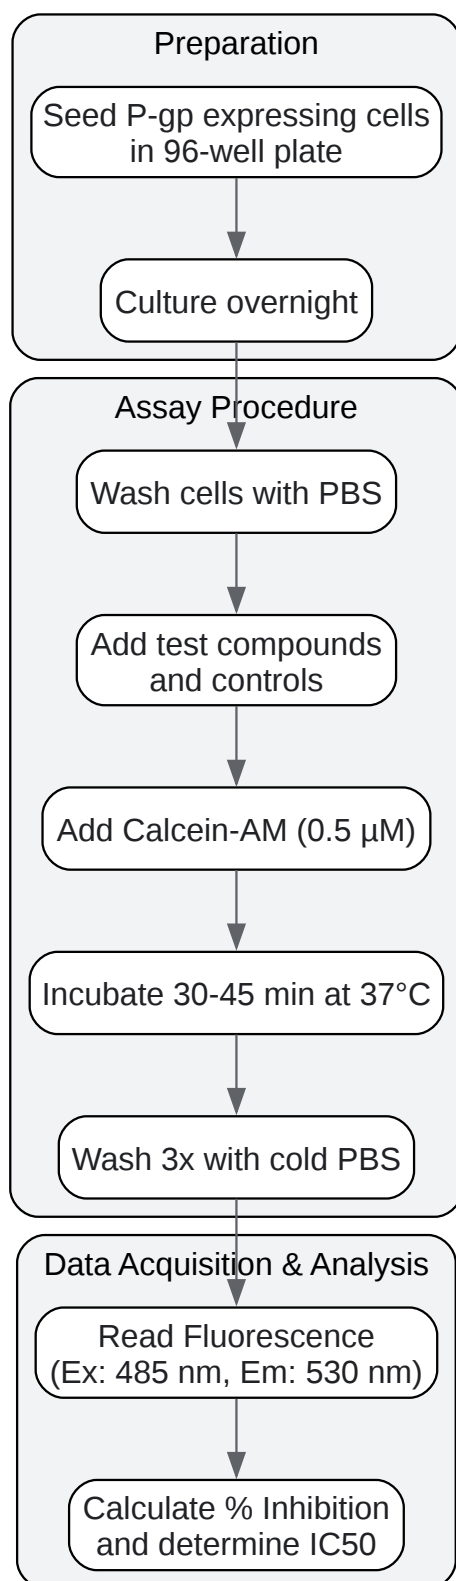 Preparation
Seed P-gp expressing cells
in 96-well plate
Culture overnight
Assay Procedure
Wash cells with PBS
Add test compounds
and controls
Add Calcein-AM (0.5 µM)
Incubate 30-45 min at 37°C
Wash 3x with cold PBS
Data Acquisition & Analysis
Read Fluorescence
(Ex: 485 nm, Em: 530 nm)
Calculate % Inhibition
and determine IC50